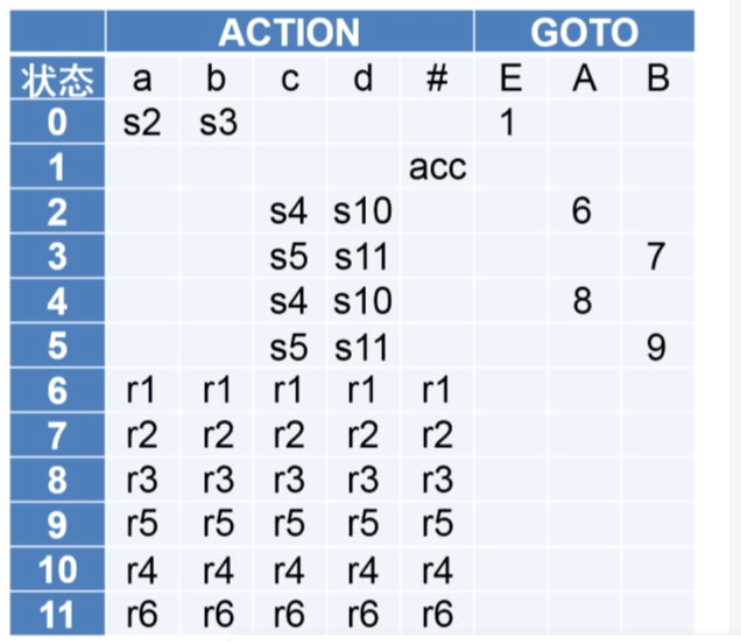 ACTION GOTO
状态 a b c d # E A B
0 s2 s3 1
1 acc
2 s4 s10 6
3 s5 s11 7
4 s4 s10 8
5 s5 s11 9
6 r1 r1 r1 r1 r1
7 r2 r2 r2 r2 r2
8 r3 r3 r3 r3 r3
9 r5 r5 r5 r5 r5
10 r4 r4 r4 r4 r4
11 r6 r6 r6 r6 r6